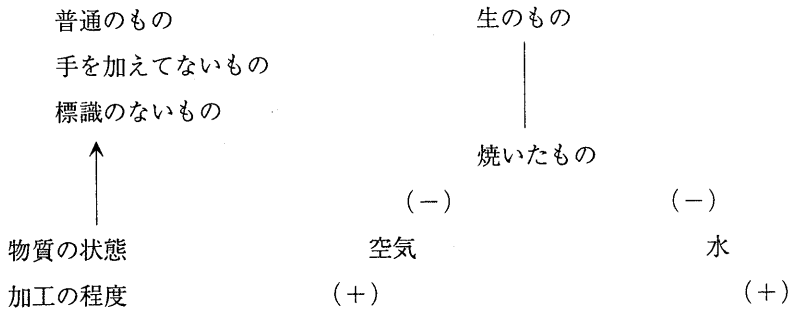 普通のもの 生のもの
手を加えてないもの
標識のないもの
焼いたもの
(−) (−)
物質の状態 空気 水
加工の程度 (+) (+)